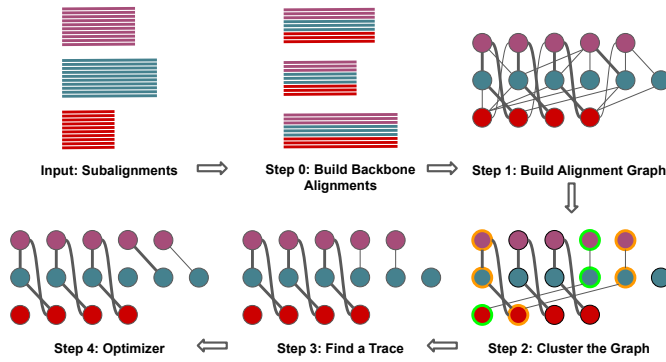 Input: Subalignments
Step 0: Build Backbone
Alignments
Step 1: Build Alignment Graph
Step 4: Optimizer
Step 3: Find a Trace
Step 2: Cluster the Graph